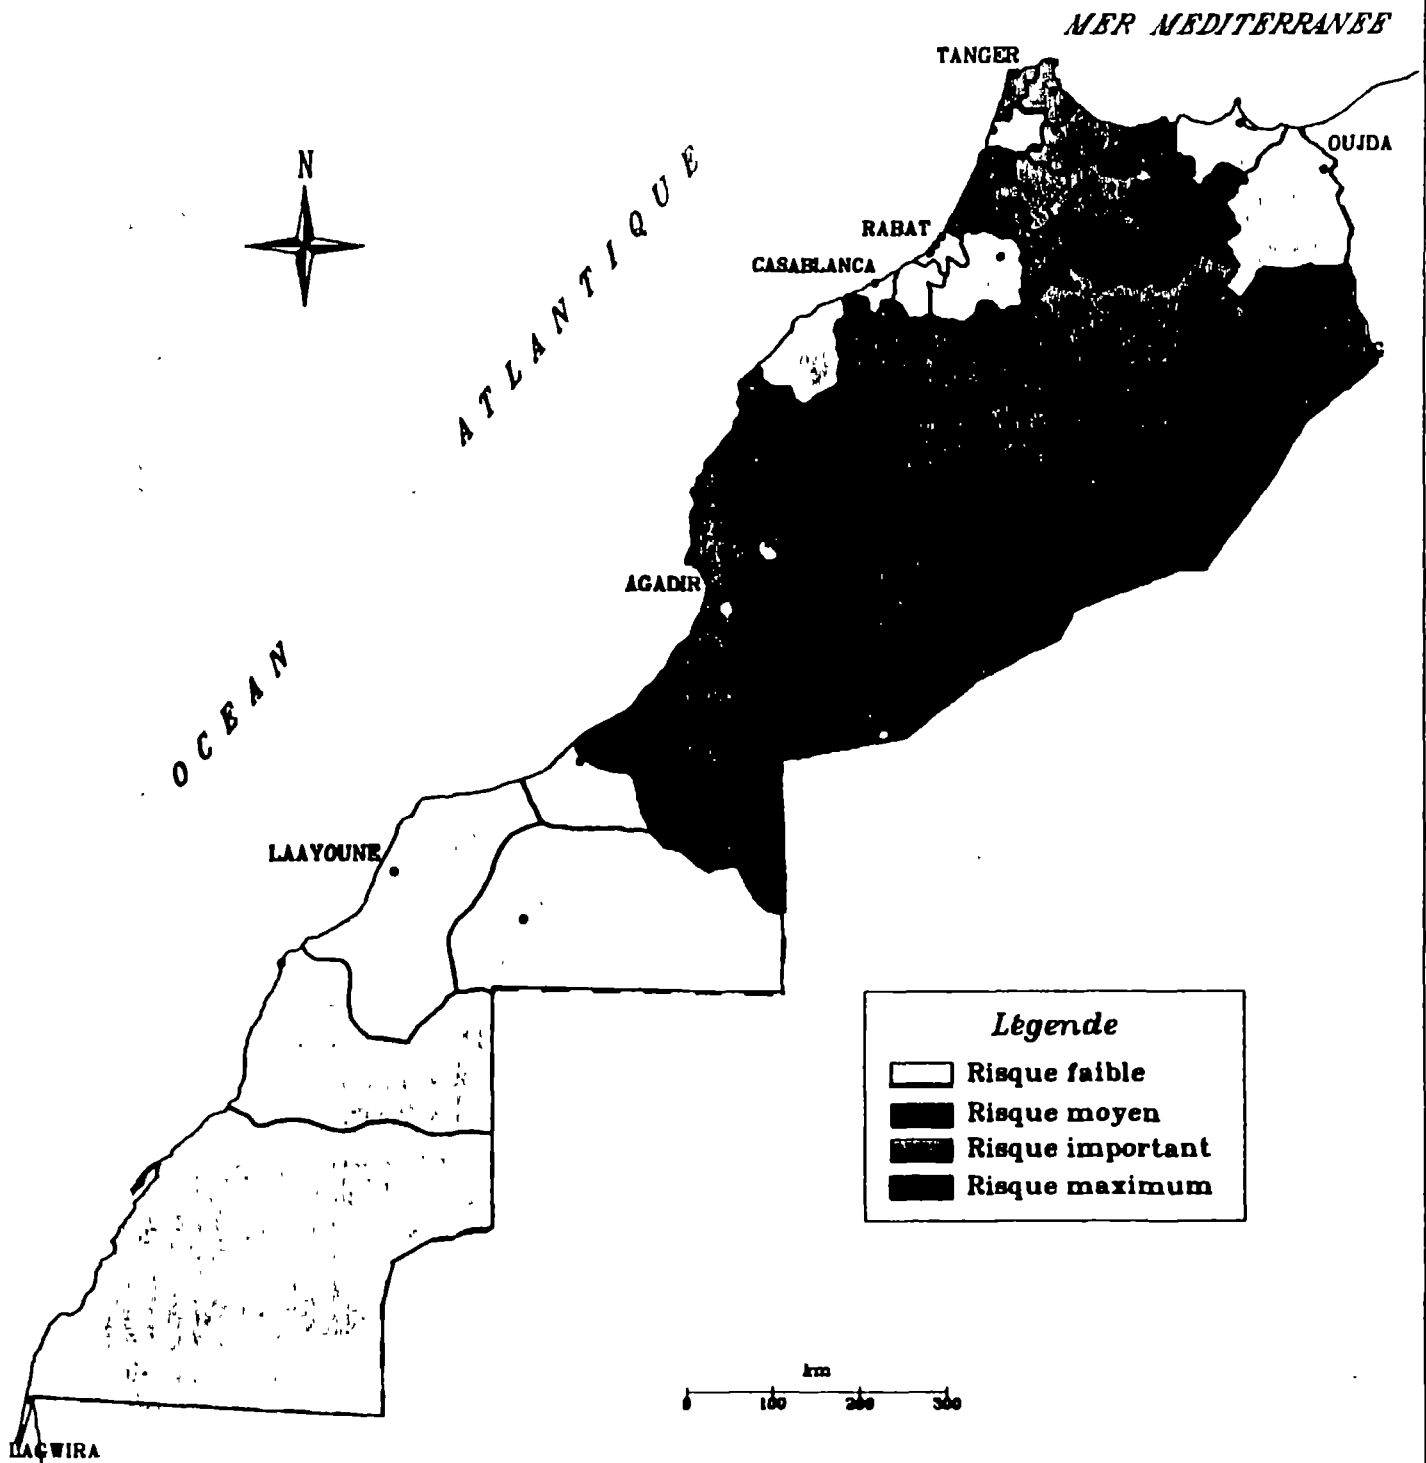 MER MEDITERRANEE
TANGER
OUJDA
N
RABAT
CASABLANCA
OCEAN ATLANTIQUE
AGADIR
LAAYOUNE
Légende
Risque faible
Risque moyen
Risque important
Risque maximum
km
0 100 200 300
LAGWIRA